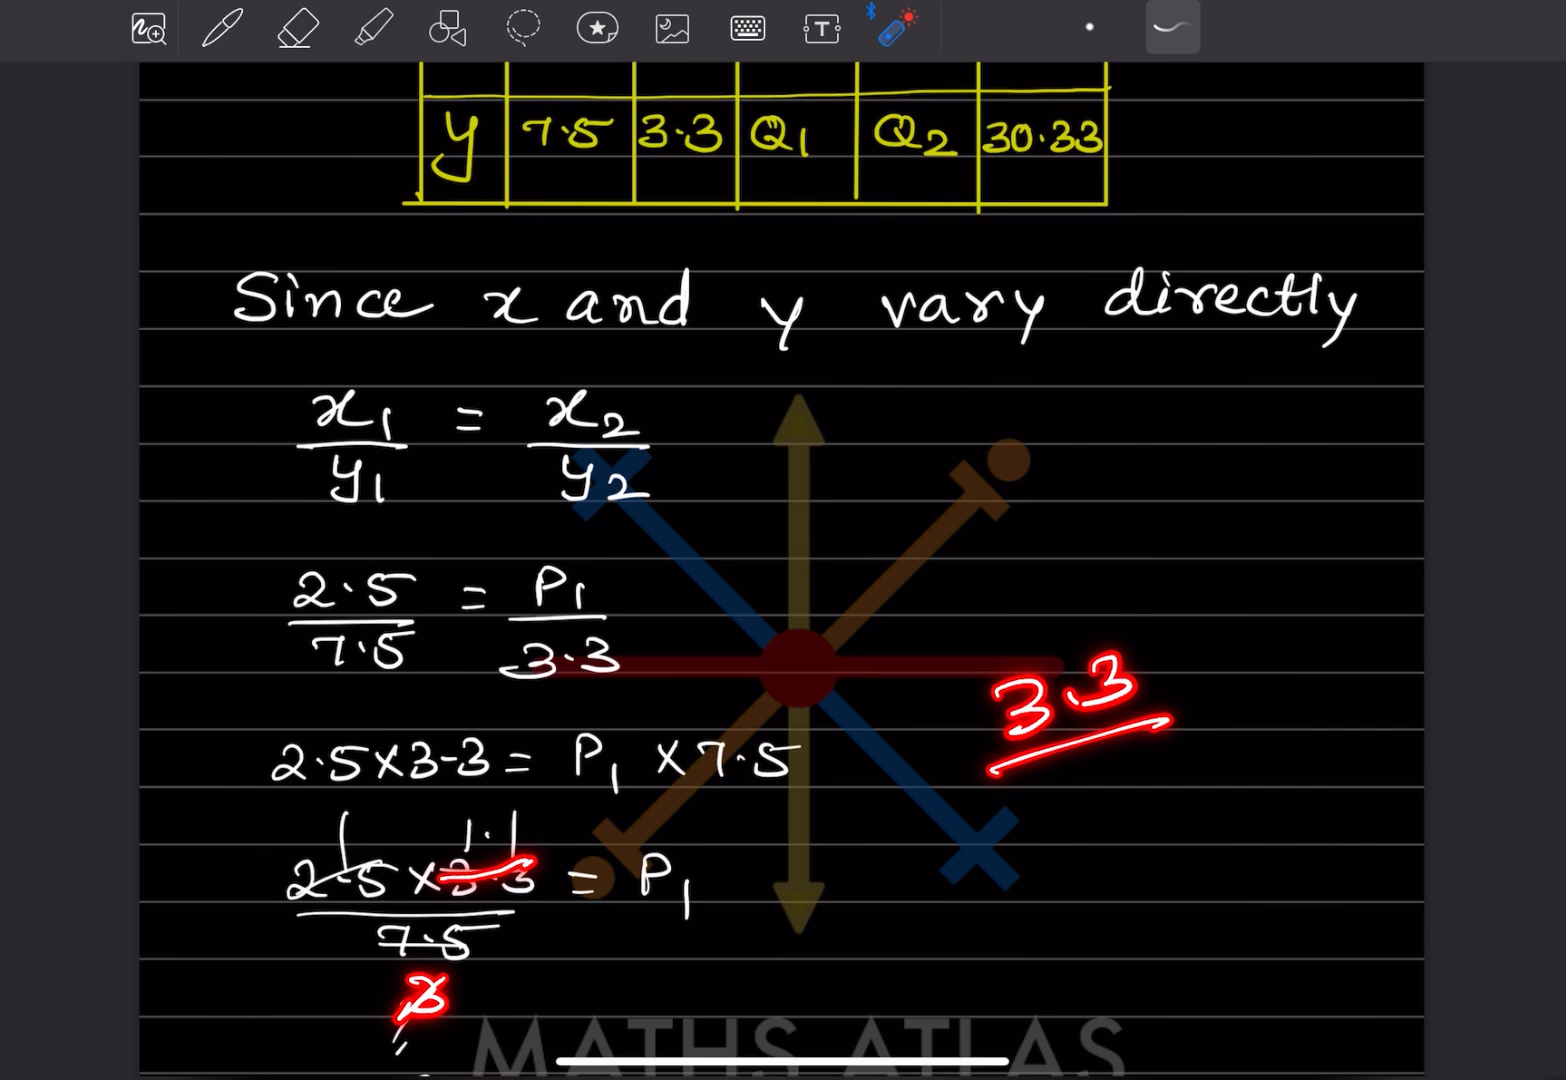 y 7.5 3.3 Q1 Q2 30.33
Since x and y vary directly
x1/y1 = x2/y2
2.5/7.5 = P1/3.3
3.3
2.5×3-3 = P1 ×7.5
1 1.1
2.5 ×3.3 / 7.5 = P1
3
1
MATHS ATLAS